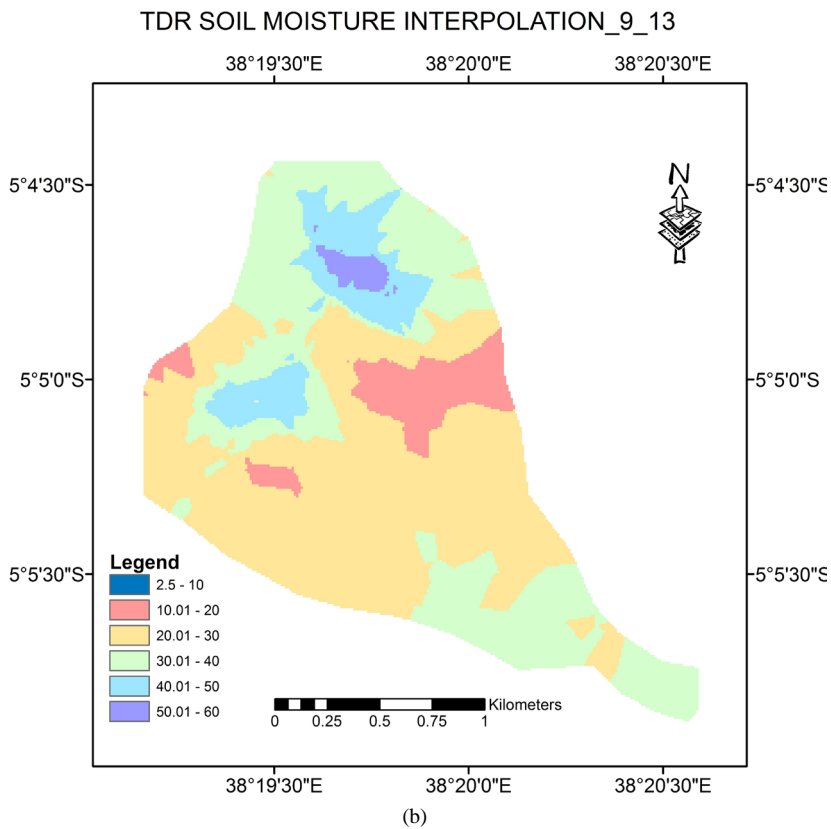 TDR SOIL MOISTURE INTERPOLATION_9_13
38°19'30"E 38°20'0"E 38°20'30"E
N
5°4'30"S 5°4'30"S
5°5'0"S 5°5'0"S
5°5'30"S 5°5'30"S
Legend
2.5 - 10
10.01 - 20
20.01 - 30
30.01 - 40
40.01 - 50
50.01 - 60
Kilometers
0 0.25 0.5 0.75 1
38°19'30"E 38°20'0"E 38°20'30"E
(b)